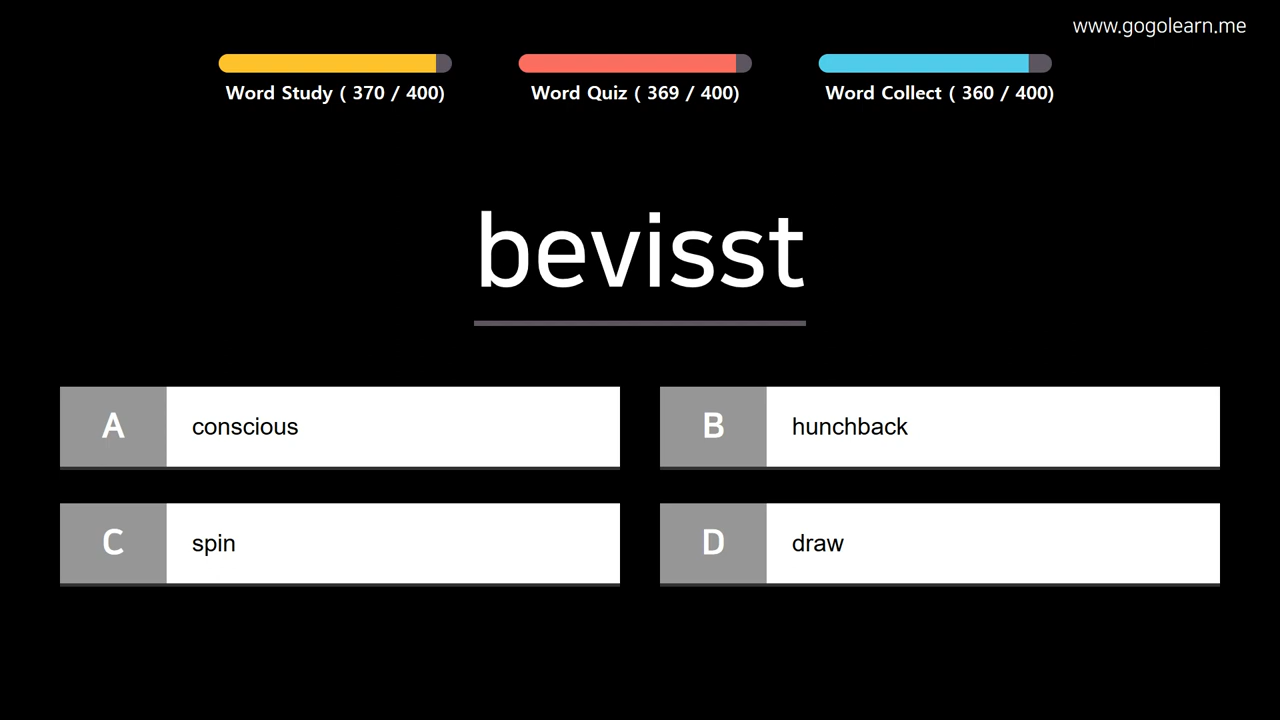 www.gogolearn.me
Word Study ( 370 / 400)
Word Quiz ( 369 / 400)
Word Collect ( 360 / 400)
bevisst
A conscious
B hunchback
C spin
D draw